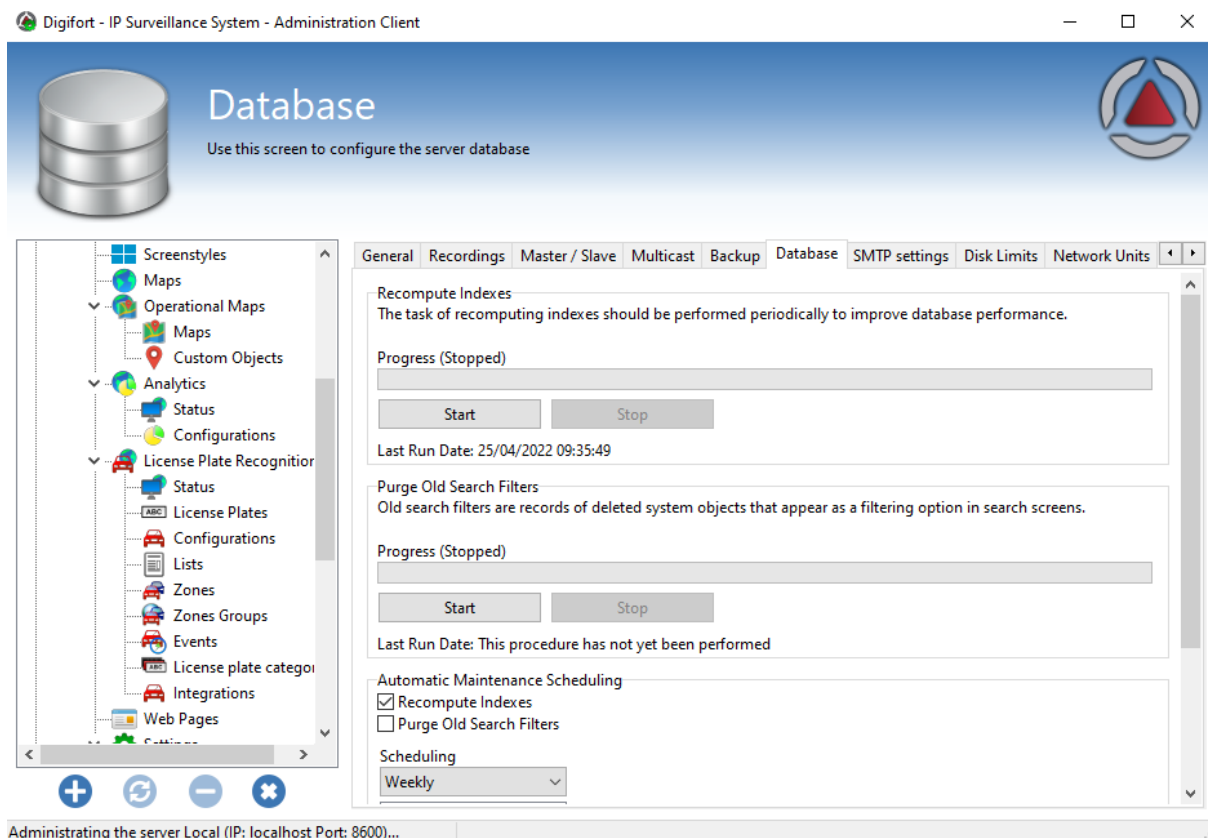 Digifort - IP Surveillance System - Administration Client
Database
Use this screen to configure the server database
Screenstyles
Maps
Operational Maps
Maps
Custom Objects
Analytics
Status
Configurations
License Plate Recognition
Status
ABC License Plates
Configurations
Lists
Zones
Zones Groups
Events
ABC License plate categor
Integrations
Web Pages
Settings
General Recordings Master / Slave Multicast Backup Database SMTP settings Disk Limits Network Units
Recompute Indexes
The task of recomputing indexes should be performed periodically to improve database performance.
Progress (Stopped)
Start Stop
Last Run Date: 25/04/2022 09:35:49
Purge Old Search Filters
Old search filters are records of deleted system objects that appear as a filtering option in search screens.
Progress (Stopped)
Start Stop
Last Run Date: This procedure has not yet been performed
Automatic Maintenance Scheduling
Recompute Indexes
Purge Old Search Filters
Scheduling
Weekly
Administrating the server Local (IP: localhost Port: 8600)...